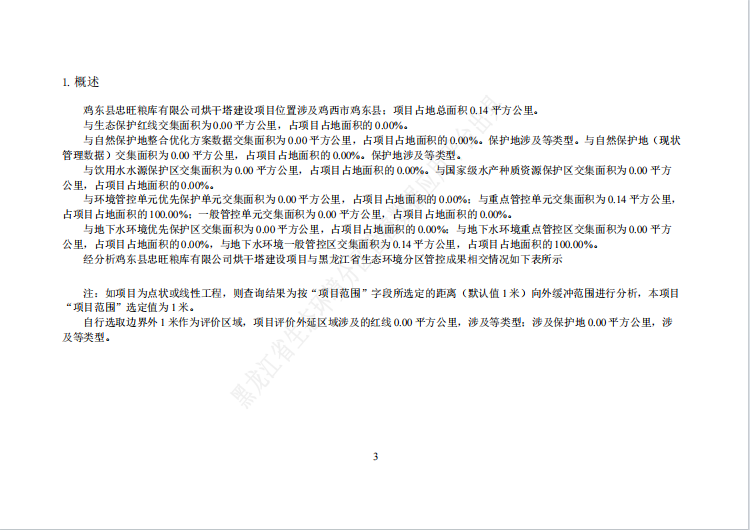 1. 概述
鸡东县忠旺粮库有限公司烘干塔建设项目位置涉及鸡西市鸡东县；项目占地总面积 0.14 平方公里。
与生态保护红线交集面积为0.00 平方公里，占项目占地面积的 0.00%。
与自然保护地整合优化方案数据交集面积为 0.00 平方公里，占项目占地面积的 0.00%。保护地涉及等类型。与自然保护地（现状
管理数据）交集面积为 0.00 平方公里，占项目占地面积的 0.00%。保护地涉及等类型。
与饮用水水源保护区交集面积为 0.00 平方公里，占项目占地面积的 0.00%。与国家级水产种质资源保护区交集面积为 0.00 平方
公里，占项目占地面积的0.00%。
与环境管控单元优先保护单元交集面积为 0.00 平方公里，占项目占地面积的 0.00%；与重点管控单元交集面积为 0.14 平方公里，
占项目占地面积的 100.00%；一般管控单元交集面积为 0.00 平方公里，占项目占地面积的 0.00%。
与地下水环境优先保护区交集面积为 0.00 平方公里，占项目占地面积的 0.00%；与地下水环境重点管控区交集面积为 0.00 平方
公里，占项目占地面积的 0.00%，与地下水环境一般管控区交集面积为 0.14 平方公里，占项目占地面积的 100.00%。
经分析鸡东县忠旺粮库有限公司烘干塔建设项目与黑龙江省生态环境分区管控成果相交情况如下表所示
注：如项目为点状或线性工程，则查询结果为按“项目范围”字段所选定的距离（默认值 1 米）向外缓冲范围进行分析，本项目
“项目范围”选定值为 1 米。
自行选取边界外 1 米作为评价区域，项目评价外延区域涉及的红线 0.00 平方公里，涉及等类型；涉及保护地 0.00 平方公里，涉
及等类型。
3